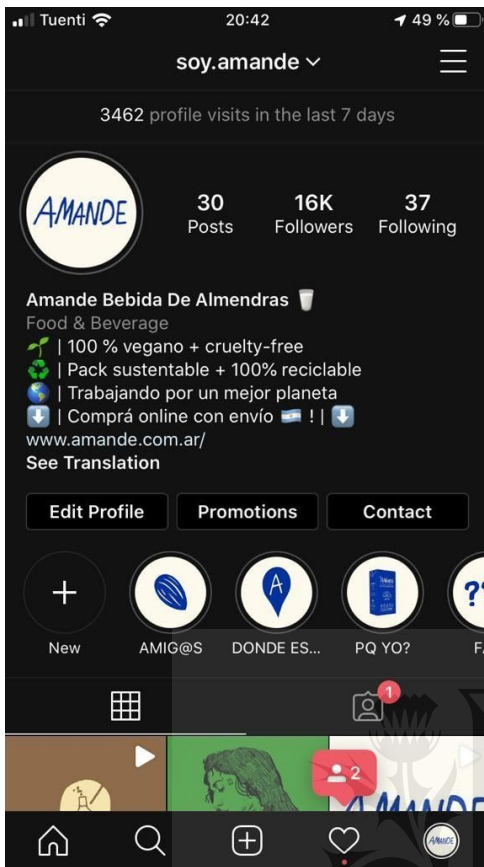 Tuenti 20:42 49 %
soy.amande
3462 profile visits in the last 7 days
AMANDE
30 16K 37
Posts Followers Following
Amande Bebida De Almendras
Food & Beverage
| 100 % vegano + cruelty-free
| Pack sustentable + 100% reciclable
| Trabajando por un mejor planeta
| Comprá online con envío ! |
www.amande.com.ar/
See Translation
Edit Profile Promotions Contact
A ??
New AMIG@S DONDE ES... PQ YO? F
1
2
AMANDE
AMANDE